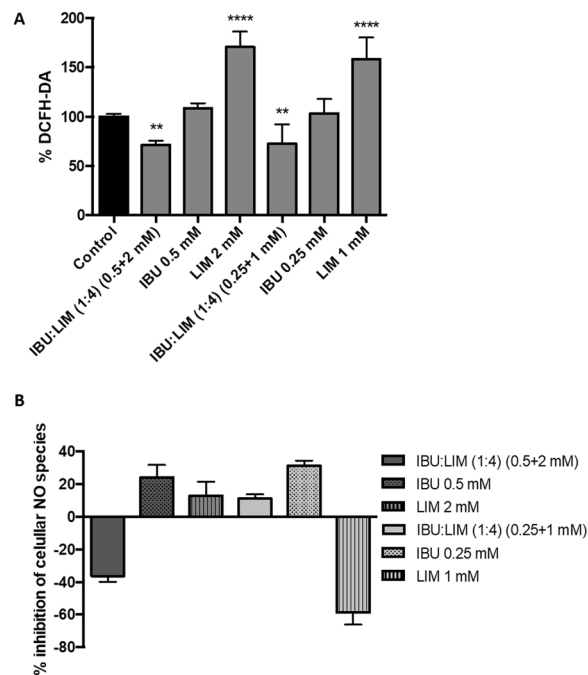 A
% DCFH-DA
200
150
100
50
0
****
****
**
**
Control
IBU:LIM (1:4) (0.5+2 mM)
IBU 0.5 mM
LIM 2 mM
IBU:LIM (1:4) (0.25+1 mM)
IBU 0.25 mM
LIM 1 mM
B
% inhibition of celullar NO species
40
20
0
-20
-40
-60
-80
IBU:LIM (1:4) (0.5+2 mM)
IBU 0.5 mM
LIM 2 mM
IBU:LIM (1:4) (0.25+1 mM)
IBU 0.25 mM
LIM 1 mM